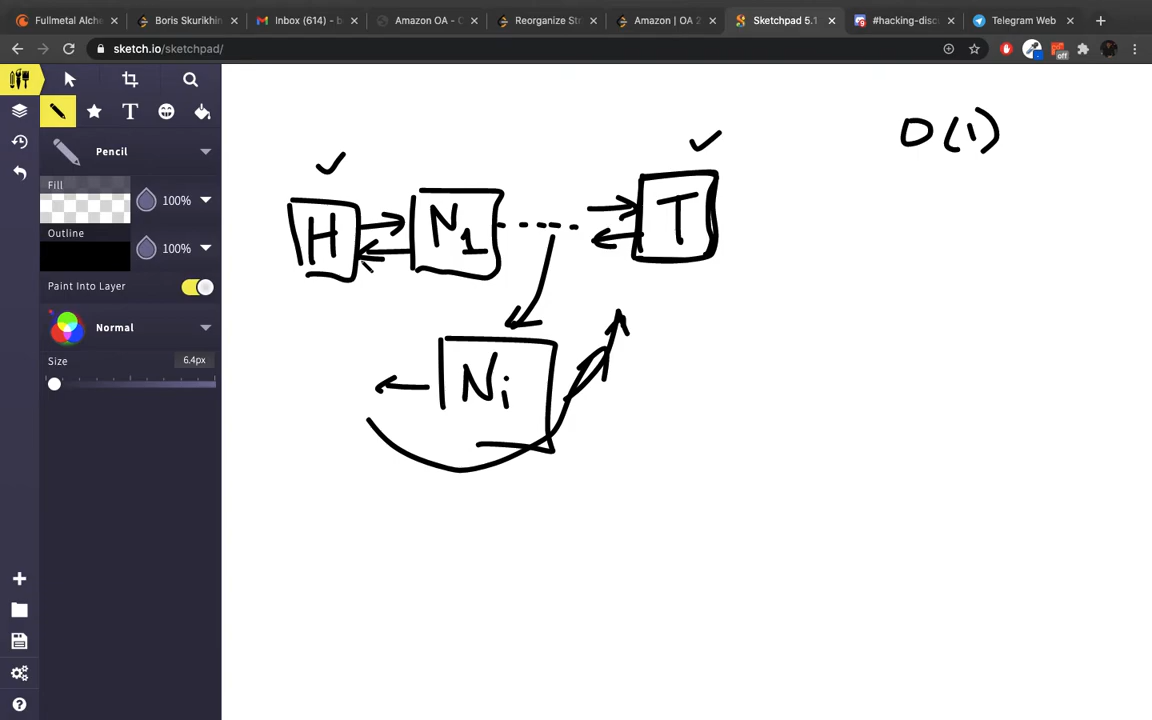 Fullmetal Alche
Boris Skurikhin
Inbox (614) - b
Amazon OA - C
Reorganize Str
Amazon | OA 2
Sketchpad 5.1
#hacking-disc
Telegram Web
sketch.io/sketchpad/
off
T
Pencil
Fill
100%
Outline
100%
Paint Into Layer
Normal
Size
6.4px
?
O(1)
H
N1
T
Ni